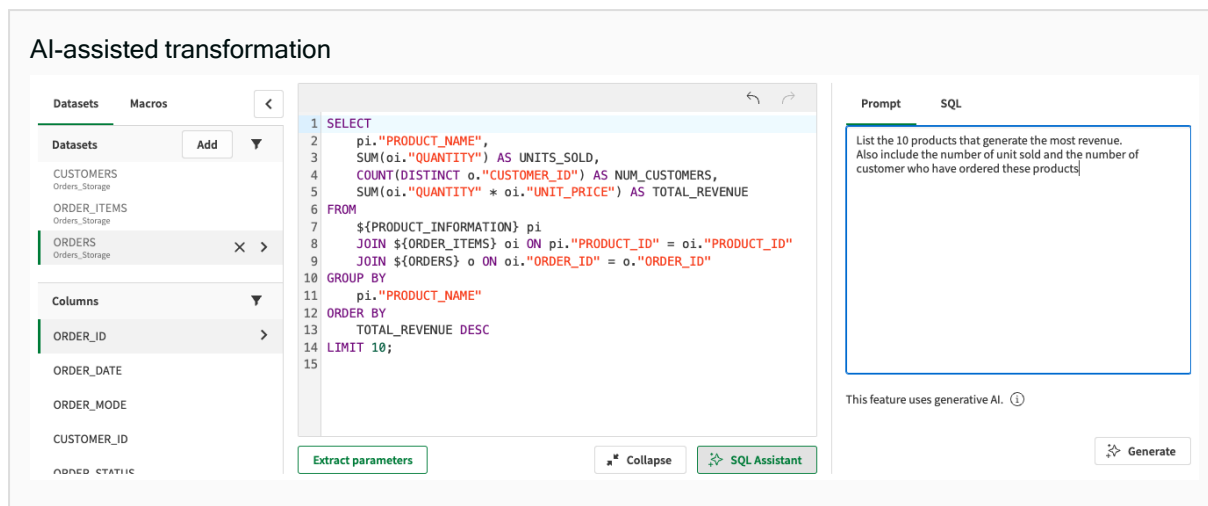 AI-assisted transformation
Datasets Macros
Datasets Add
CUSTOMERS
Orders_Storage
ORDER_ITEMS
Orders_Storage
ORDERS
Orders_Storage
Columns
ORDER_ID
ORDER_DATE
ORDER_MODE
CUSTOMER_ID
ORDER_STATUS
1 SELECT
2 pi."PRODUCT_NAME",
3 SUM(oi."QUANTITY") AS UNITS_SOLD,
4 COUNT(DISTINCT o."CUSTOMER_ID") AS NUM_CUSTOMERS,
5 SUM(oi."QUANTITY" * oi."UNIT_PRICE") AS TOTAL_REVENUE
6 FROM
7 ${PRODUCT_INFORMATION} pi
8 JOIN ${ORDER_ITEMS} oi ON pi."PRODUCT_ID" = oi."PRODUCT_ID"
9 JOIN ${ORDERS} o ON oi."ORDER_ID" = o."ORDER_ID"
10 GROUP BY
11 pi."PRODUCT_NAME"
12 ORDER BY
13 TOTAL_REVENUE DESC
14 LIMIT 10;
15
Extract parameters Collapse SQL Assistant
Prompt SQL
List the 10 products that generate the most revenue.
Also include the number of unit sold and the number of
customer who have ordered these products
This feature uses generative AI.
Generate